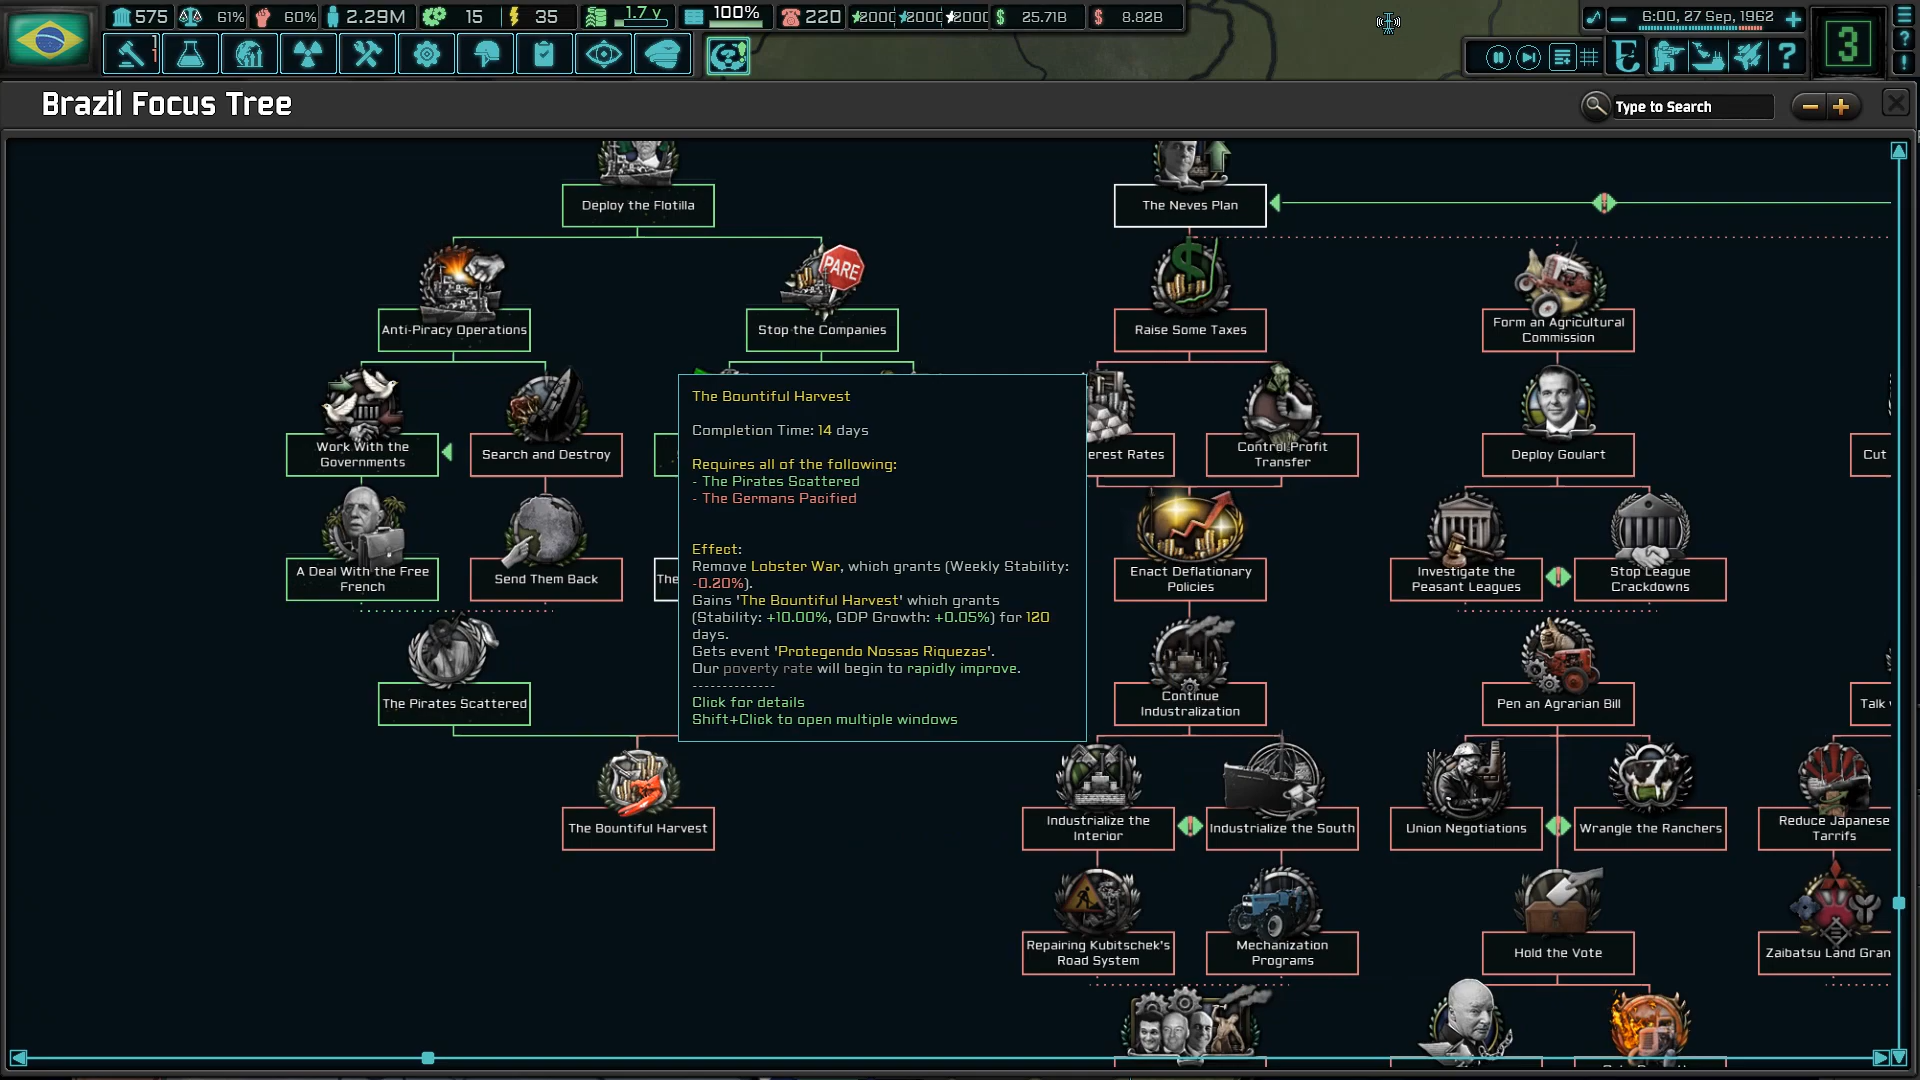 575
61%
60%
2.29M
15
35
1.7 y
100%
220
2000
2000
2000
$ 25.71B
$ 8.82B
6:00, 27 Sep, 1962
3
1
1
Brazil Focus Tree
Type to Search
Deploy the Flotilla
The Neves Plan
PARE
Anti-Piracy Operations
Stop the Companies
Raise Some Taxes
Form an Agricultural
Commission
Work With the
Governments
Search and Destroy
erest Rates
Control Profit
Transfer
Deploy Goulart
Cut
The Bountiful Harvest
Completion Time: 14 days
Requires all of the following:
- The Pirates Scattered
- The Germans Pacified
Effect:
Remove Lobster War, which grants (Weekly Stability:
-0.20%).
Gains 'The Bountiful Harvest' which grants
(Stability: +10.00%, GDP Growth: +0.05%) for 120
days.
Gets event 'Protegendo Nossas Riquezas'.
Our poverty rate will begin to rapidly improve.
--------------
Click for details
Shift+Click to open multiple windows
A Deal With the Free
French
Send Them Back
The
Enact Deflationary
Policies
Investigate the
Peasant Leagues
Stop League
Crackdowns
The Pirates Scattered
Continue
Industralization
Pen an Agrarian Bill
Talk
The Bountiful Harvest
Industrialize the
Interior
Industrialize the South
Union Negotiations
Wrangle the Ranchers
Reduce Japanese
Tarrifs
Repairing Kubitschek's
Road System
Mechanization
Programs
Hold the Vote
Zaibatsu Land Gran